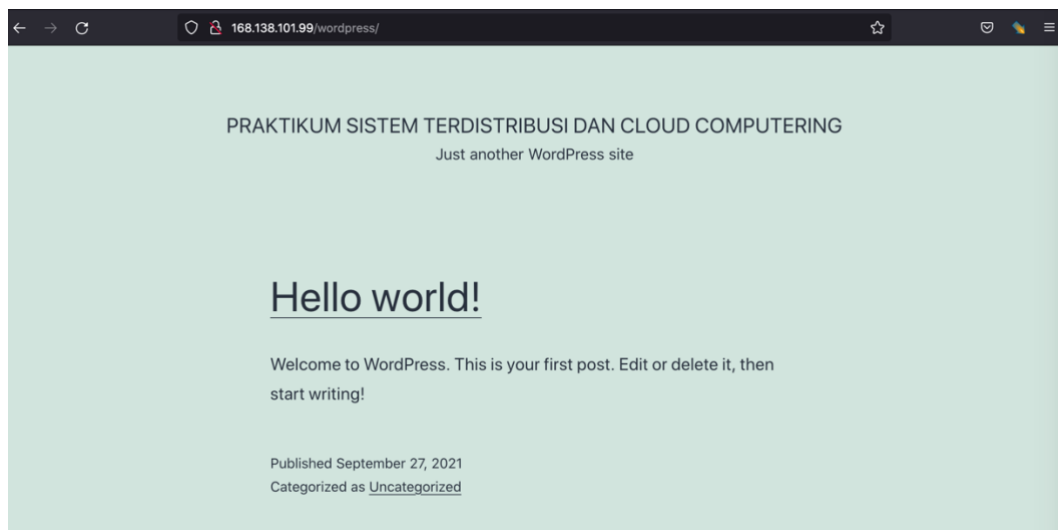 168.138.101.99/wordpress/
PRAKTIKUM SISTEM TERDISTRIBUSI DAN CLOUD COMPUTERING
Just another WordPress site
Hello world!
Welcome to WordPress. This is your first post. Edit or delete it, then
start writing!
Published September 27, 2021
Categorized as Uncategorized